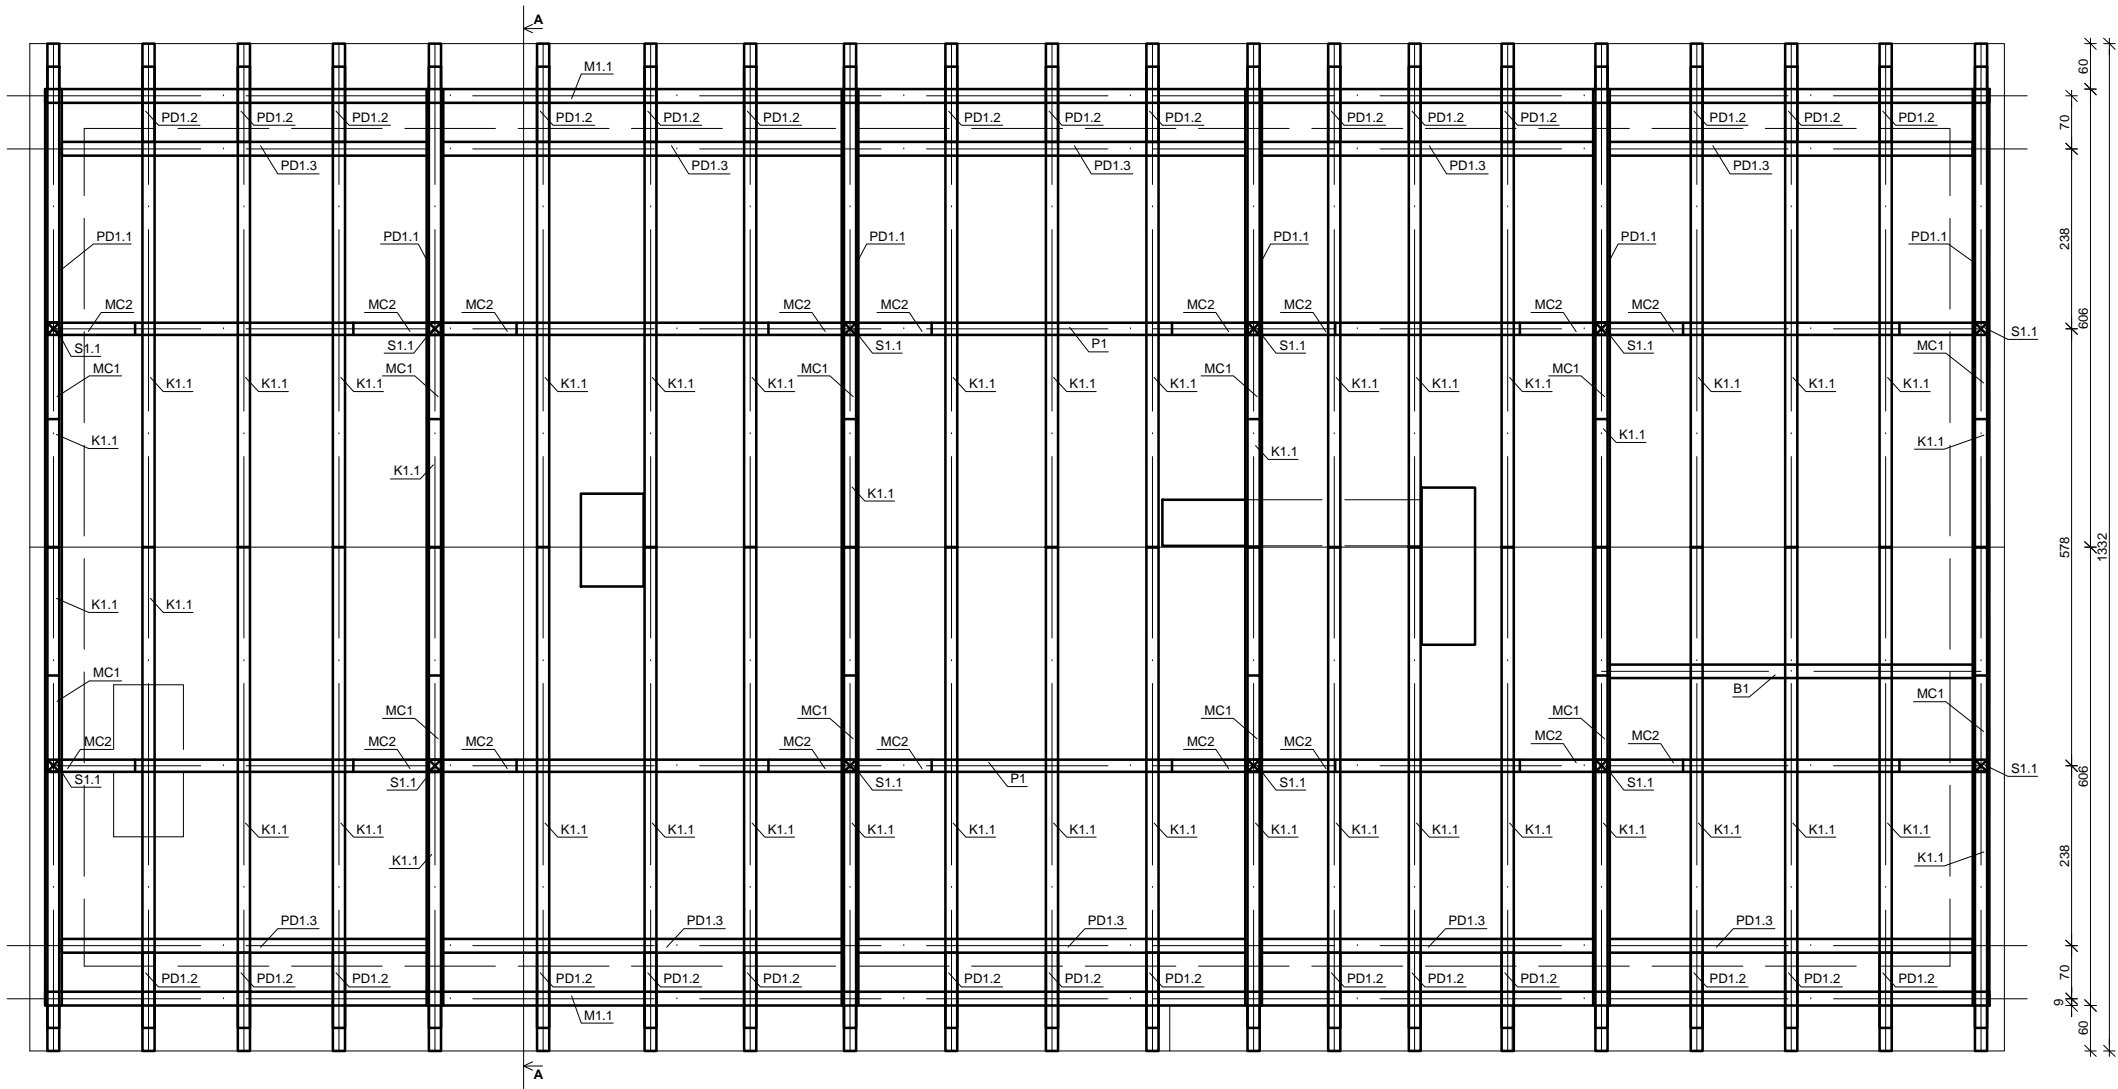 A
60
M1.1
PD1.2 PD1.2 PD1.2 PD1.2 PD1.2 PD1.2 PD1.2 PD1.2 PD1.2 PD1.2 PD1.2 PD1.2 PD1.2 PD1.2 PD1.2
70
PD1.3 PD1.3 PD1.3 PD1.3 PD1.3
PD1.1 PD1.1 PD1.1 PD1.1 PD1.1 PD1.1
238
MC2 MC2 MC2 MC2 MC2 MC2 MC2 MC2 MC2
606
S1.1 S1.1 S1.1 P1 S1.1 S1.1 S1.1
MC1 MC1 MC1 MC1 MC1 MC1
K1.1 K1.1 K1.1 K1.1 K1.1 K1.1 K1.1 K1.1 K1.1 K1.1 K1.1 K1.1 K1.1 K1.1 K1.1
K1.1 K1.1 K1.1 K1.1 K1.1 K1.1
578
1332
K1.1 K1.1
MC1 B1 MC1
MC1 MC1 MC1 MC1
MC2 MC2 MC2 MC2 MC2 MC2 MC2 MC2 MC2
606
S1.1 S1.1 S1.1 P1 S1.1 S1.1 S1.1
K1.1 K1.1 K1.1 K1.1 K1.1 K1.1 K1.1 K1.1 K1.1 K1.1 K1.1 K1.1 K1.1 K1.1 K1.1 K1.1 K1.1
K1.1 K1.1
238
PD1.3 PD1.3 PD1.3 PD1.3 PD1.3
PD1.2 PD1.2 PD1.2 PD1.2 PD1.2 PD1.2 PD1.2 PD1.2 PD1.2 PD1.2 PD1.2 PD1.2 PD1.2 PD1.2 PD1.2
70
9
M1.1
60
A